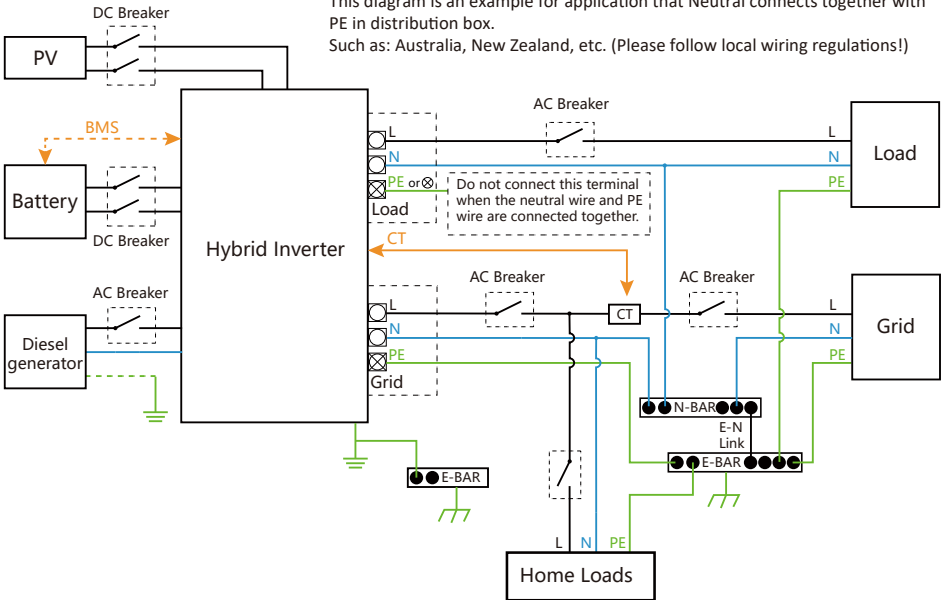 This diagram is an example for application that Neutral connects together with
PE in distribution box.
Such as: Australia, New Zealand, etc. (Please follow local wiring regulations!)
DC Breaker
PV
BMS
Battery
DC Breaker
AC Breaker
Diesel
generator
Hybrid Inverter
L
N
PE or
Load
Do not connect this terminal
when the neutral wire and PE
wire are connected together.
AC Breaker
L
N
PE
Load
CT
L
N
PE
Grid
AC Breaker
CT
AC Breaker
L
N
PE
Grid
N-BAR
E-N
Link
E-BAR
E-BAR
L N PE
Home Loads